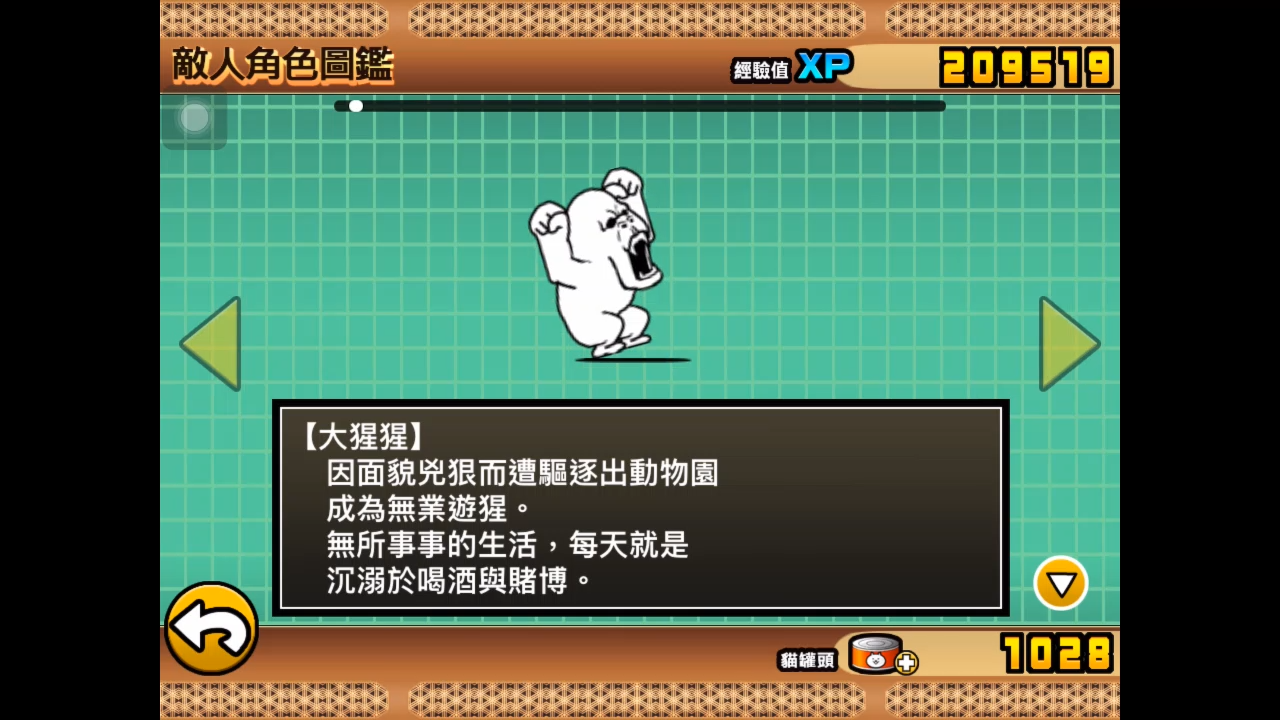 敵人角色圖鑑
經驗值 XP 209519
【大猩猩】
因面貌兇狠而遭驅逐出動物園
成為無業遊猩。
無所事事的生活，每天就是
沉溺於喝酒與賭博。
貓罐頭 1028